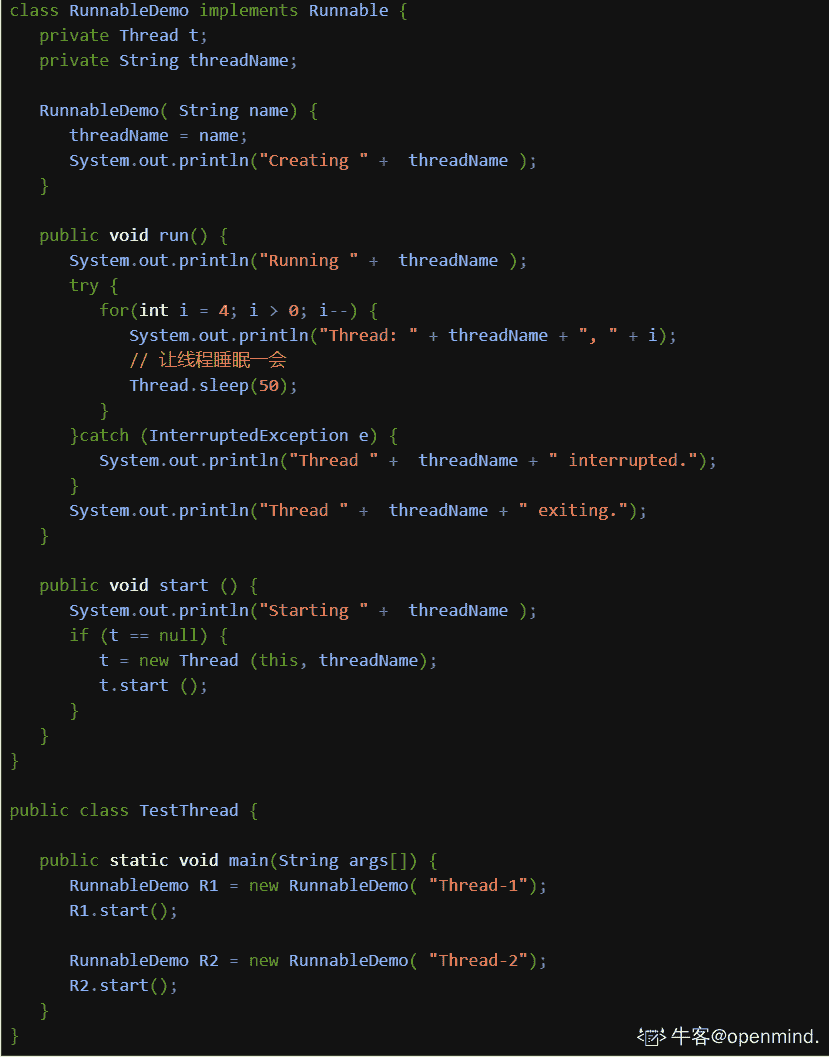 class RunnableDemo implements Runnable {
   private Thread t;
   private String threadName;

   RunnableDemo( String name) {
      threadName = name;
      System.out.println("Creating " +  threadName );
   }

   public void run() {
      System.out.println("Running " +  threadName );
      try {
         for(int i = 4; i > 0; i--) {
            System.out.println("Thread: " + threadName + ", " + i);
            // 让线程睡眠一会
            Thread.sleep(50);
         }
      }catch (InterruptedException e) {
         System.out.println("Thread " +  threadName + " interrupted.");
      }
      System.out.println("Thread " +  threadName + " exiting.");
   }

   public void start () {
      System.out.println("Starting " +  threadName );
      if (t == null) {
         t = new Thread (this, threadName);
         t.start ();
      }
   }
}

public class TestThread {

   public static void main(String args[]) {
      RunnableDemo R1 = new RunnableDemo( "Thread-1");
      R1.start();

      RunnableDemo R2 = new RunnableDemo( "Thread-2");
      R2.start();
   }
}
牛客@openmind.